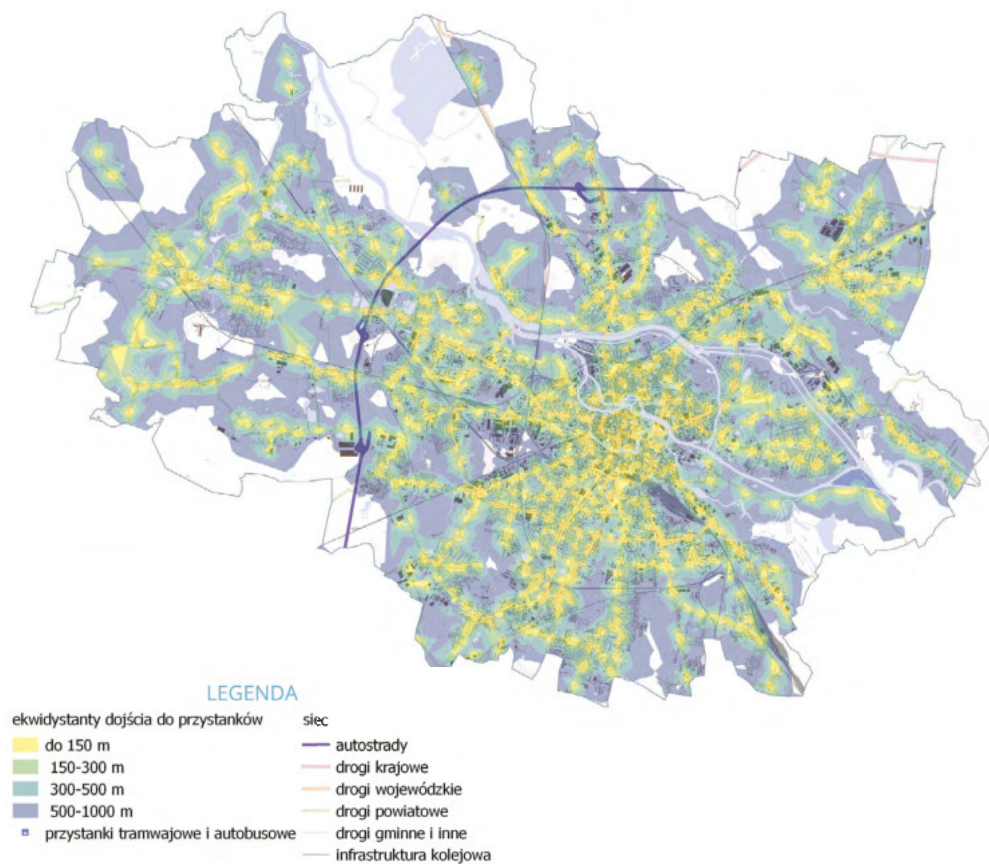 LEGENDA
ekwidystanty dojścia do przystanków
do 150 m
150-300 m
300-500 m
500-1000 m
przystanki tramwajowe i autobusowe
sięc
autostrady
drogi krajowe
drogi wojewódzkie
drogi powiatowe
drogi gminne i inne
infrastruktura kolejowa